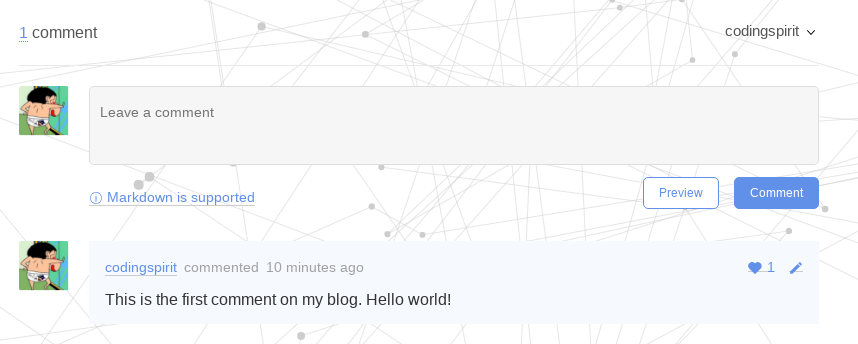 1 comment
codingspirit
Leave a comment
Markdown is supported
Preview
Comment
codingspirit commented 10 minutes ago
1
This is the first comment on my blog. Hello world!